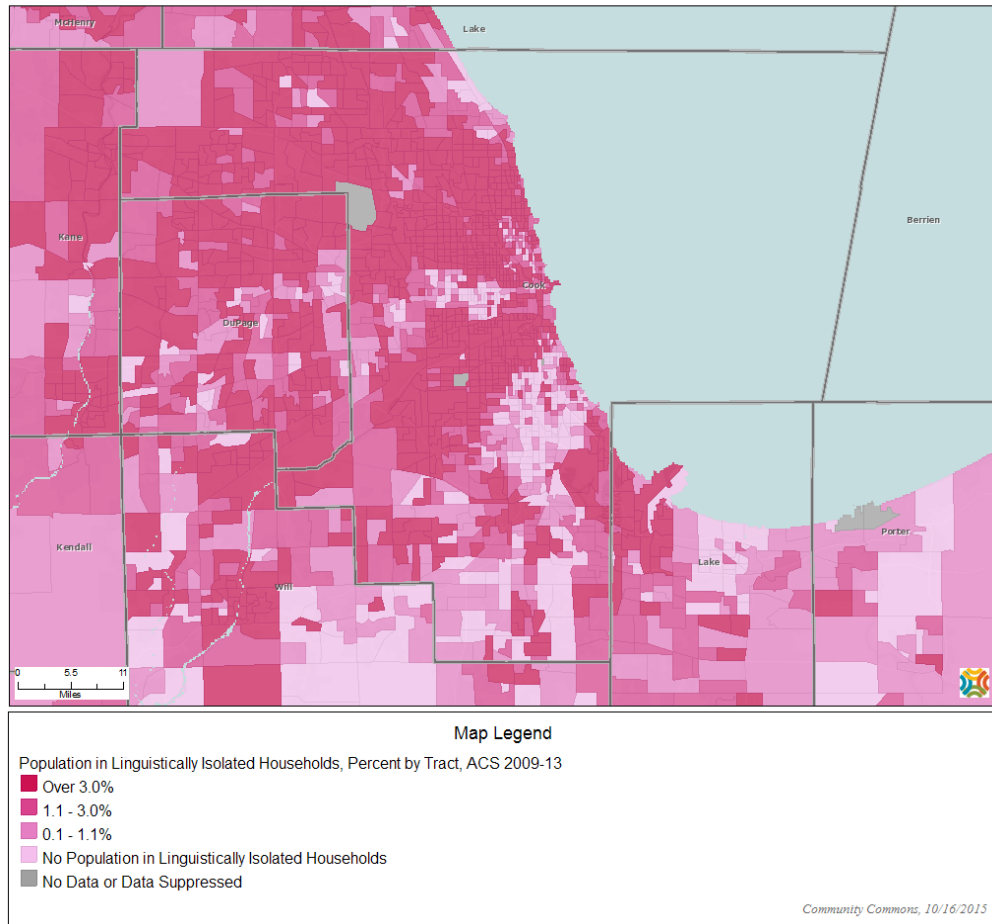 McHenry
Lake
Kane
Berrien
Cook
DuPage
Kendall
Will
Lake
Porter
0 5.5 11
Miles
Map Legend
Population in Linguistically Isolated Households, Percent by Tract, ACS 2009-13
Over 3.0%
1.1 - 3.0%
0.1 - 1.1%
No Population in Linguistically Isolated Households
No Data or Data Suppressed
Community Commons, 10/16/2015